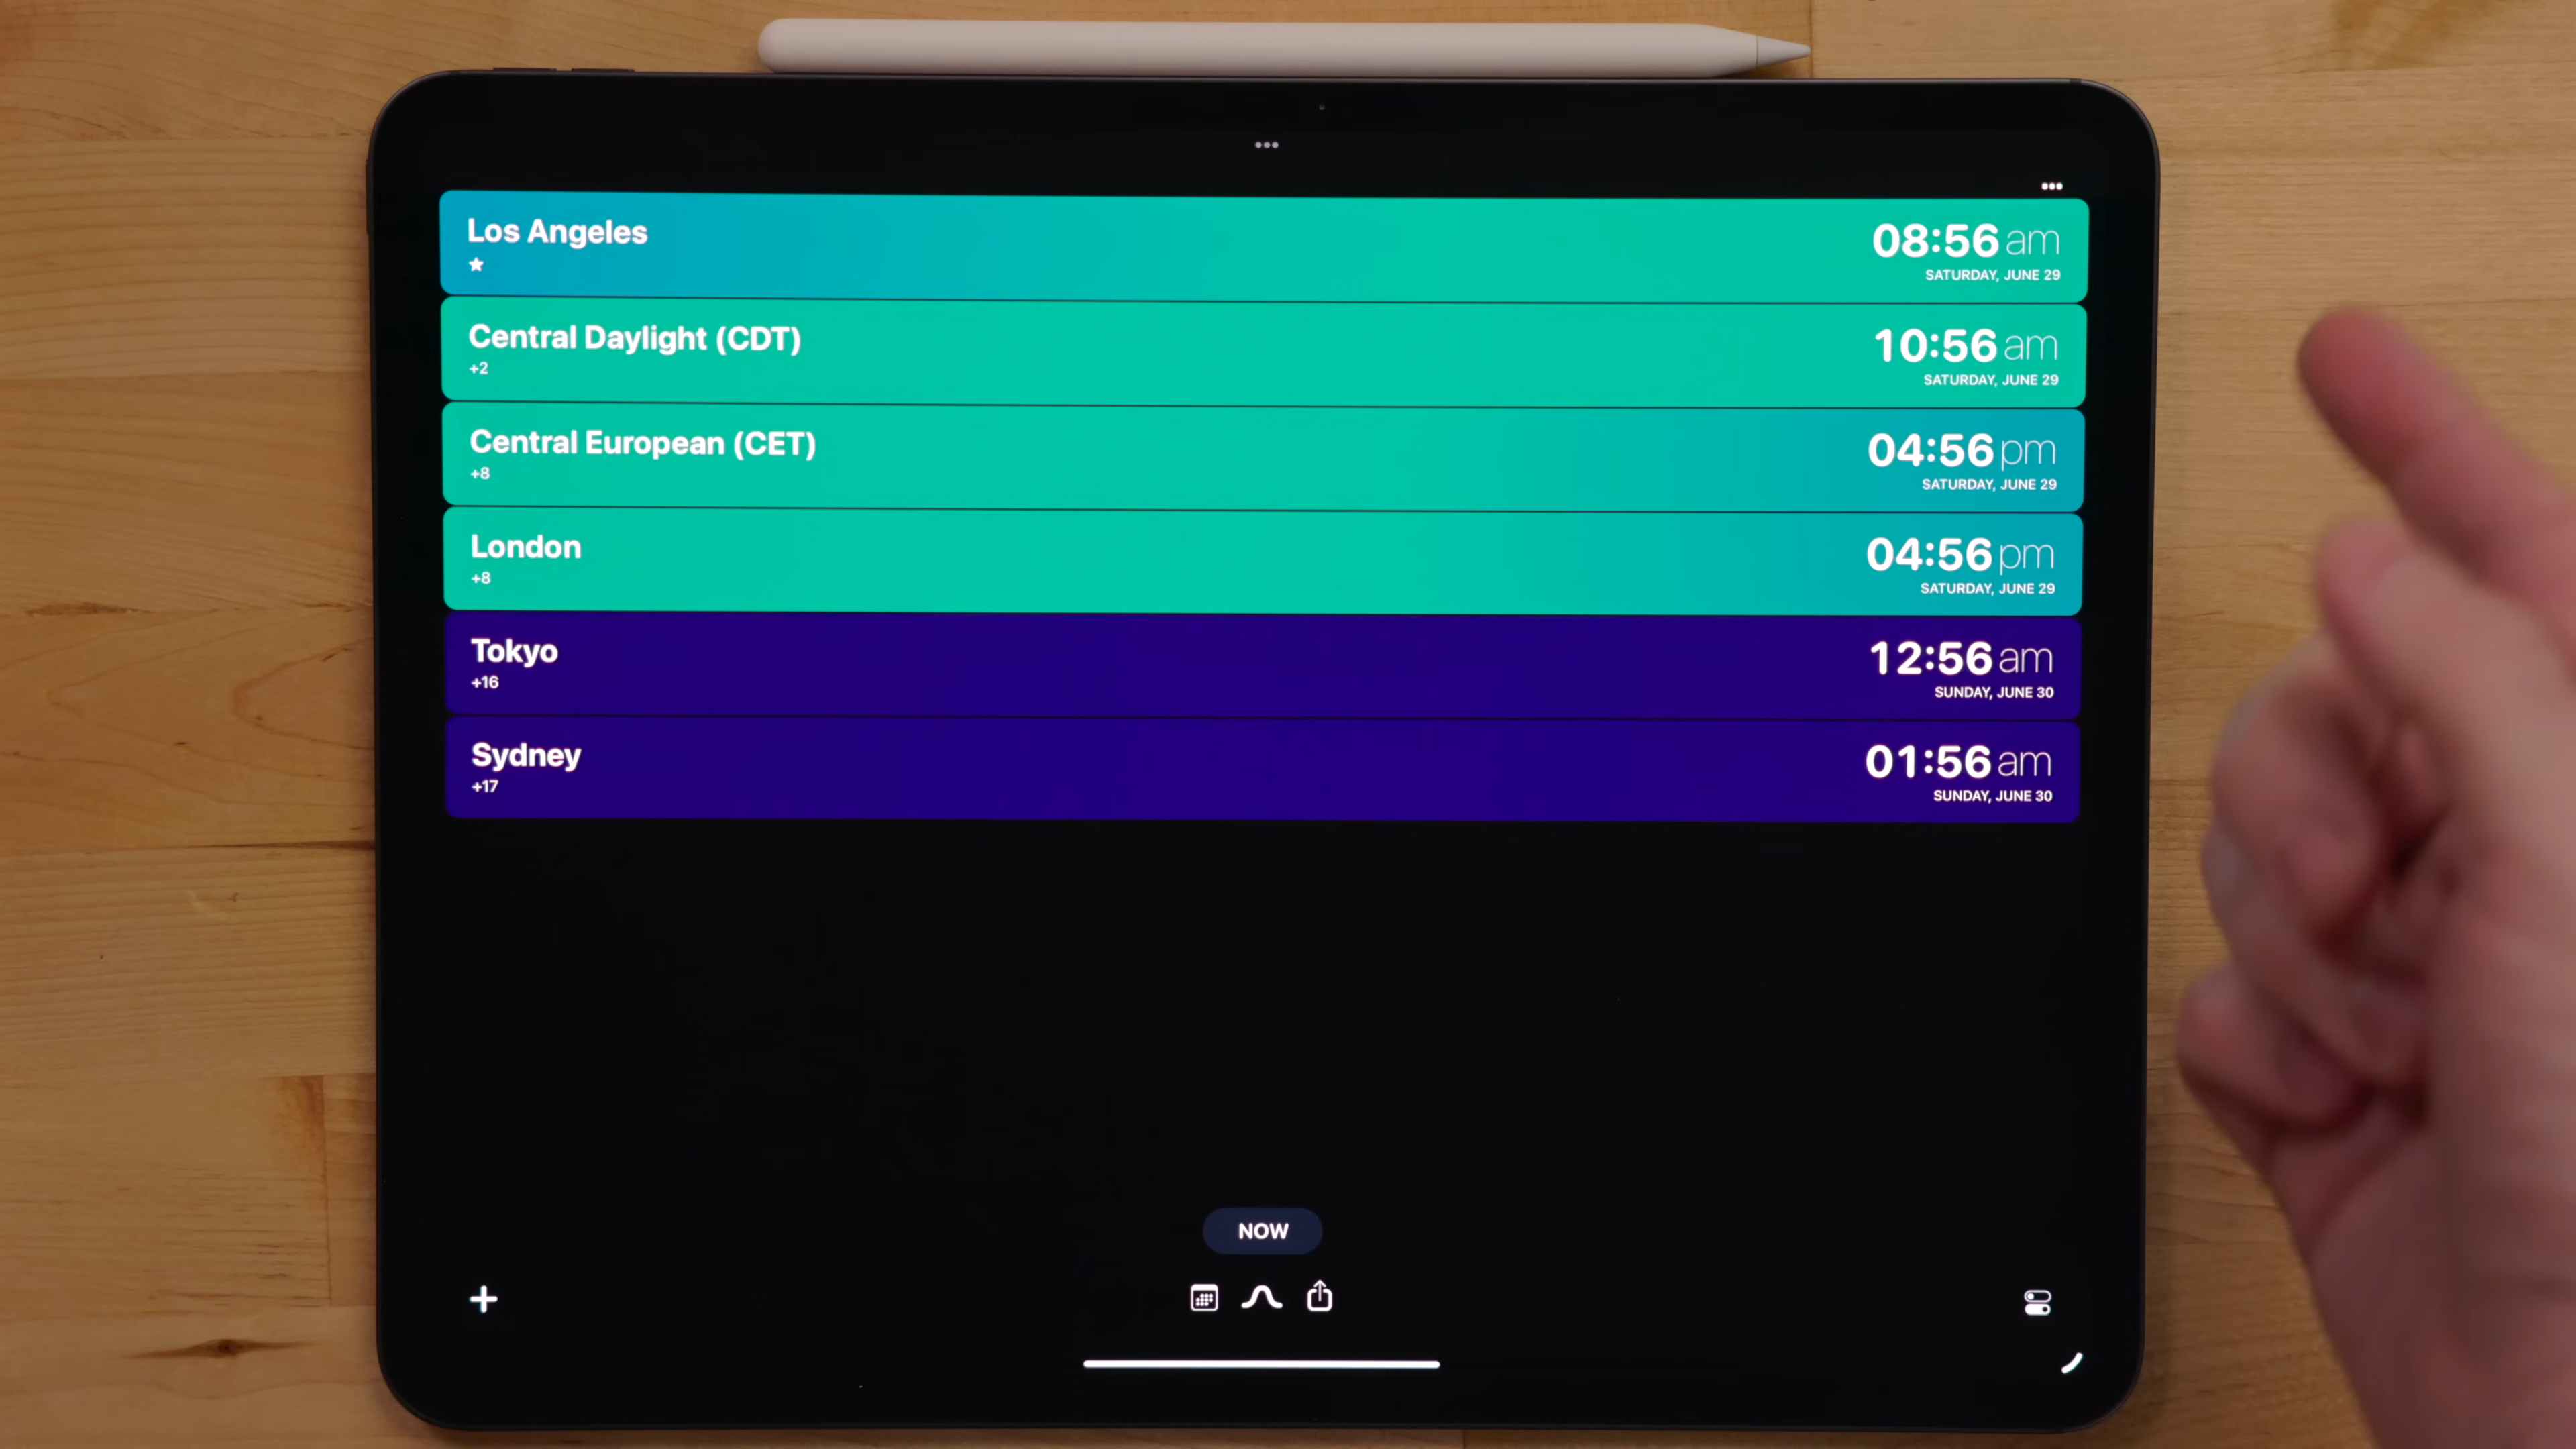 Los Angeles
08:56 am
SATURDAY, JUNE 29
Central Daylight (CDT)
+2
10:56 am
SATURDAY, JUNE 29
Central European (CET)
+8
04:56 pm
SATURDAY, JUNE 29
London
+8
04:56 pm
SATURDAY, JUNE 29
Tokyo
+16
12:56 am
SUNDAY, JUNE 30
Sydney
+17
01:56 am
SUNDAY, JUNE 30
NOW